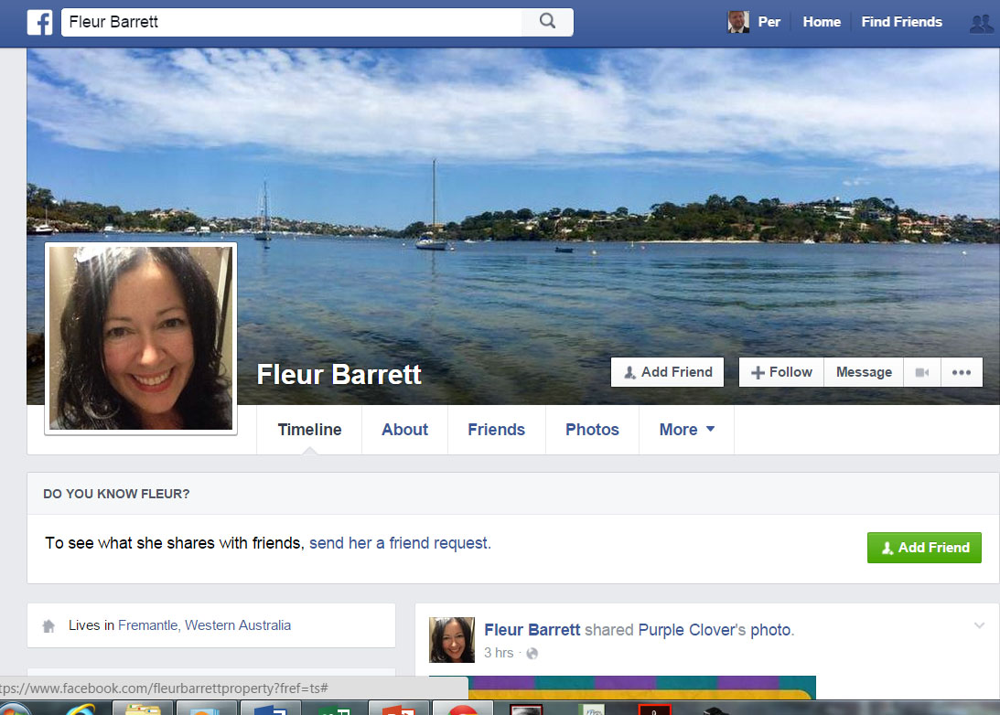 Fleur Barrett
Per
Home
Find Friends
Fleur Barrett
Add Friend
Follow
Message
Timeline
About
Friends
Photos
More
DO YOU KNOW FLEUR?
To see what she shares with friends, send her a friend request.
Add Friend
Lives in Fremantle, Western Australia
Fleur Barrett shared Purple Clover's photo.
3 hrs ·
tps://www.facebook.com/fleurbarrettproperty?fref=ts#